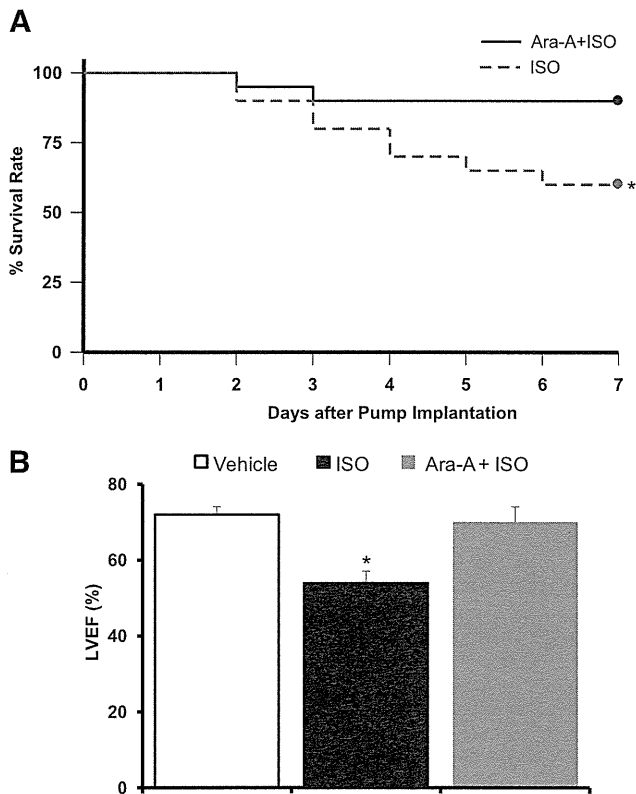 A
Ara-A+ISO
ISO
100
75
50
25
0
% Survival Rate
*
0 1 2 3 4 5 6 7
Days after Pump Implantation
B
Vehicle ISO Ara-A + ISO
80
60
40
20
0
LVEF (%)
*